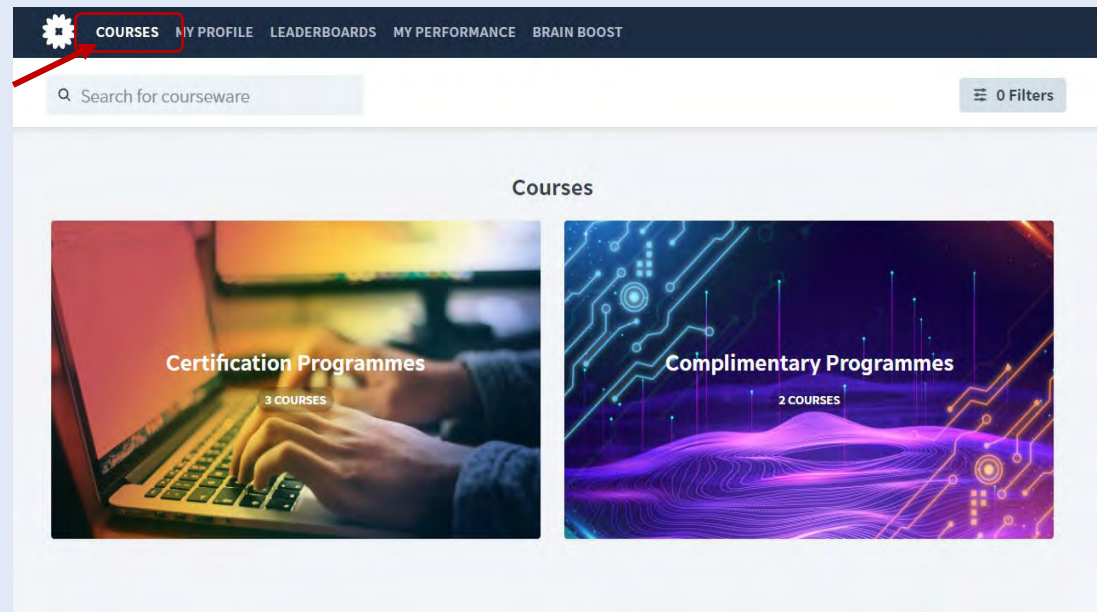 COURSES MY PROFILE LEADERBOARDS MY PERFORMANCE BRAIN BOOST
Search for courseware
0 Filters
Courses
Certification Programmes
3 COURSES
Complimentary Programmes
2 COURSES